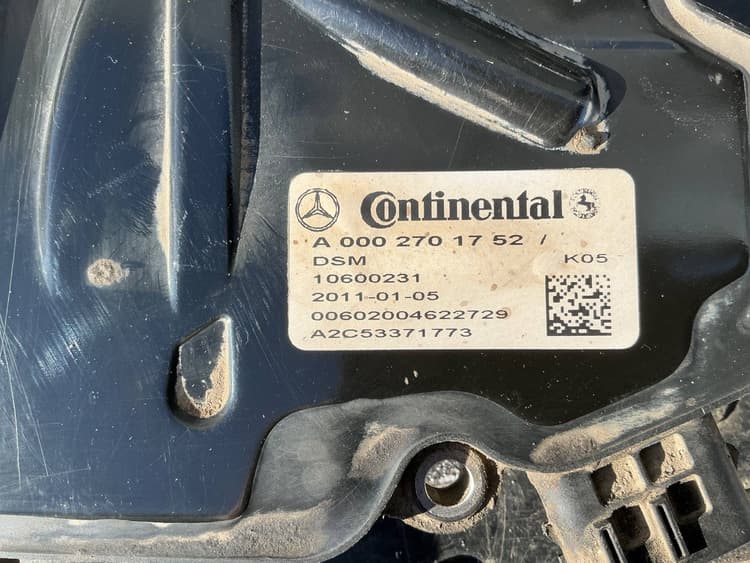 Continental
A 000 270 17 52 /
DSM K05
10600231
2011-01-05
00602004622729
A2C53371773